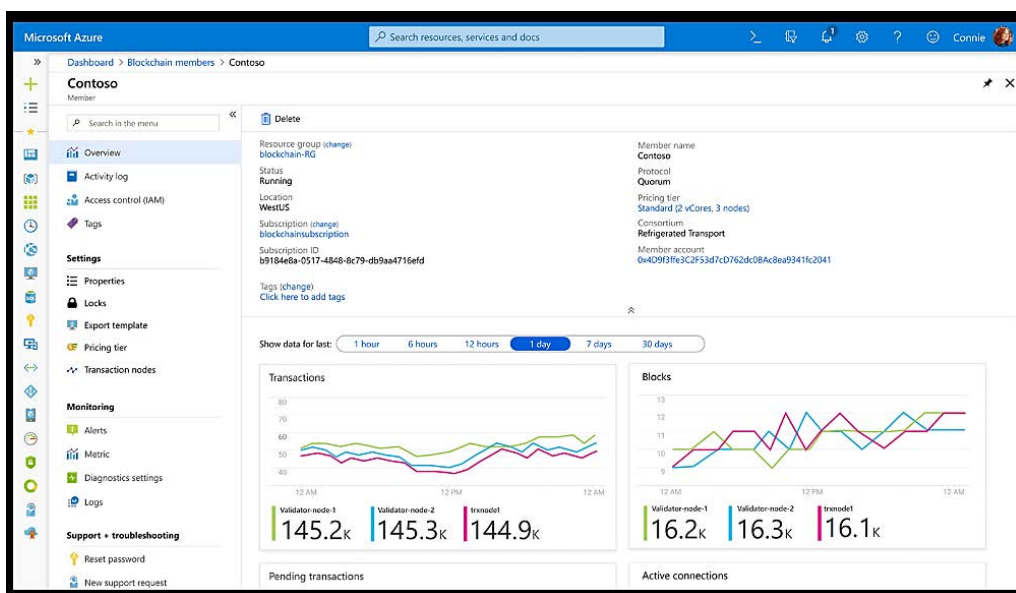 Microsoft Azure
Search resources, services and docs
1
Connie
Dashboard > Blockchain members > Contoso
Contoso
Member
Search in the menu
Overview
Activity log
Access control (IAM)
Tags
Settings
Properties
Locks
Export template
Pricing tier
Transaction nodes
Monitoring
Alerts
Metric
Diagnostics settings
Logs
Support + troubleshooting
Reset password
New support request
Delete
Resource group (change)
blockchain-RG
Status
Running
Location
WestUS
Subscription (change)
blockchainsubscription
Subscription ID
b9184e8a-0517-4848-8c79-db9aa4716efd
Tags (change)
Click here to add tags
Member name
Contoso
Protocol
Quorum
Pricing tier
Standard (2 vCores, 3 nodes)
Consortium
Refrigerated Transport
Member account
0x4D9f3ffe3C2F53d7cD762dc0BAc8ea9341fc2041
Show data for last: 1 hour 6 hours 12 hours 1 day 7 days 30 days
Transactions
80
70
60
50
40
12 AM 12 PM 12 AM
Validator-node-1 Validator-node-2 trxnode1
145.2K 145.3K 144.9K
Blocks
13
12
11
10
9
12 AM 12 PM 12 AM
Validator-node-1 Validator-node-2 trxnode1
16.2K 16.3K 16.1K
Pending transactions
Active connections